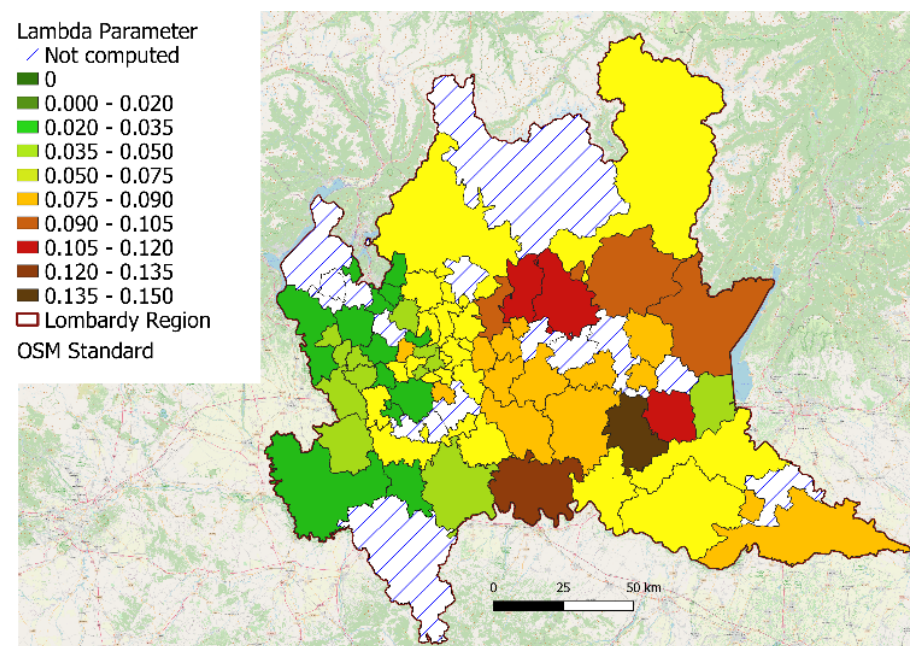 Lambda Parameter
Not computed
0
0.000 - 0.020
0.020 - 0.035
0.035 - 0.050
0.050 - 0.075
0.075 - 0.090
0.090 - 0.105
0.105 - 0.120
0.120 - 0.135
0.135 - 0.150
Lombardy Region
OSM Standard
0 25 50 km